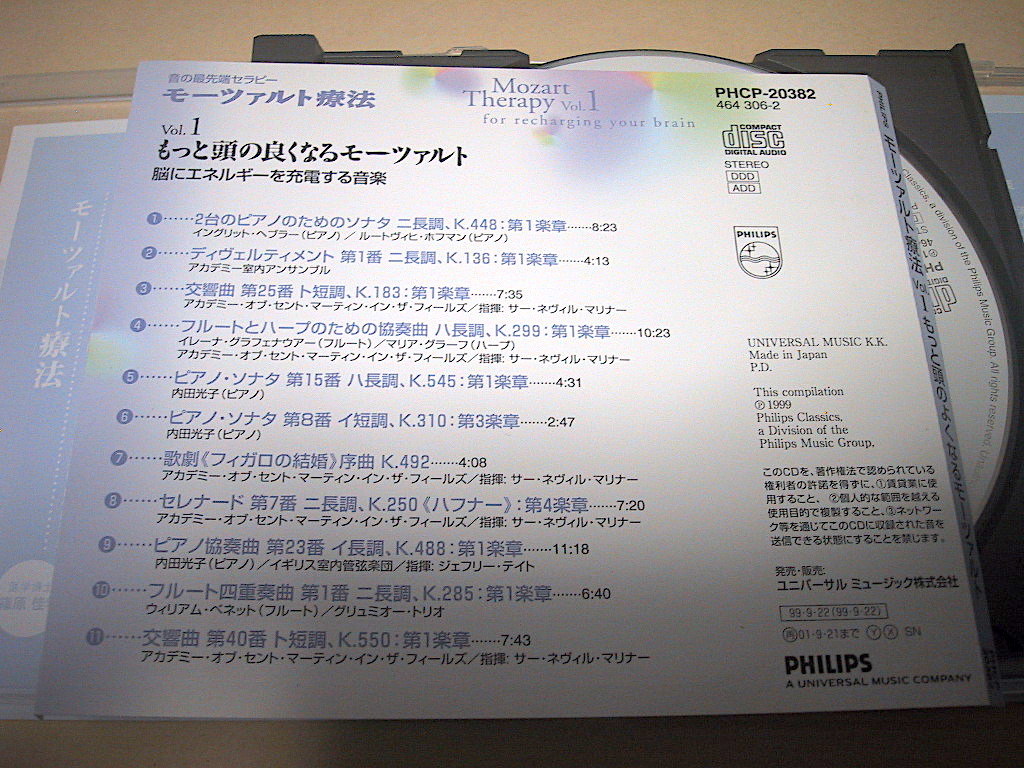 音の最先端セラピー
モーツァルト療法
Mozart
Therapy Vol.1
for recharging your brain
PHCP-20382
464 306-2
Vol.1
もっと頭の良くなるモーツァルト
脳にエネルギーを充電する音楽
COMPACT
disc
DIGITAL AUDIO
STEREO
DDD
ADD
PHILIPS
①……2台のピアノのためのソナタ ニ長調、K.448：第1楽章……8:23
イングリット・ヘブラー（ピアノ）／ルートヴィヒ・ホフマン（ピアノ）
②……ディヴェルティメント 第1番 ニ長調、K.136：第1楽章……4:13
アカデミー室内アンサンブル
③……交響曲 第25番 ト短調、K.183：第1楽章……7:35
アカデミー・オブ・セント・マーティン・イン・ザ・フィールズ／指揮：サー・ネヴィル・マリナー
④……フルートとハープのための協奏曲 ハ長調、K.299：第1楽章……10:23
イレーナ・グラフェナウアー（フルート）／マリア・グラーフ（ハープ）
アカデミー・オブ・セント・マーティン・イン・ザ・フィールズ／指揮：サー・ネヴィル・マリナー
⑤……ピアノ・ソナタ 第15番 ハ長調、K.545：第1楽章……4:31
内田光子（ピアノ）
⑥……ピアノ・ソナタ 第8番 イ短調、K.310：第3楽章……2:47
内田光子（ピアノ）
⑦……歌劇《フィガロの結婚》序曲 K.492……4:08
アカデミー・オブ・セント・マーティン・イン・ザ・フィールズ／指揮：サー・ネヴィル・マリナー
⑧……セレナード 第7番 ニ長調、K.250《ハフナー》：第4楽章……7:20
アカデミー・オブ・セント・マーティン・イン・ザ・フィールズ／指揮：サー・ネヴィル・マリナー
⑨……ピアノ協奏曲 第23番 イ長調、K.488：第1楽章……11:18
内田光子（ピアノ）／イギリス室内管弦楽団／指揮：ジェフリー・テイト
⑩……フルート四重奏曲 第1番 ニ長調、K.285：第1楽章……6:40
ウィリアム・ベネット（フルート）／グリュミオー・トリオ
⑪……交響曲 第40番 ト短調、K.550：第1楽章……7:43
アカデミー・オブ・セント・マーティン・イン・ザ・フィールズ／指揮：サー・ネヴィル・マリナー
UNIVERSAL MUSIC K.K.
Made in Japan
P.D.
This compilation
℗1999
Philips Classics,
a Division of the
Philips Music Group.
このCDを、著作権法で認められている
権利者の許諾を得ずに、①賃貸業に使
用すること、②個人的な範囲を越える
使用目的で複製すること、③ネットワー
ク等を通じてこのCDに収録された音を
送信できる状態にすることを禁じます。
発売・販売：
ユニバーサル ミュージック株式会社
99-9-22(99-9-22)
再01-9-21まで Ⓨ Ⓧ SN
PHILIPS
A UNIVERSAL MUSIC COMPANY
PHILIPS モーツァルト療法 Vol.1 もっと頭の良くなるモーツァルト
モーツァルト療法
Classics, a division of the Philips Music Group. All rights reserved.